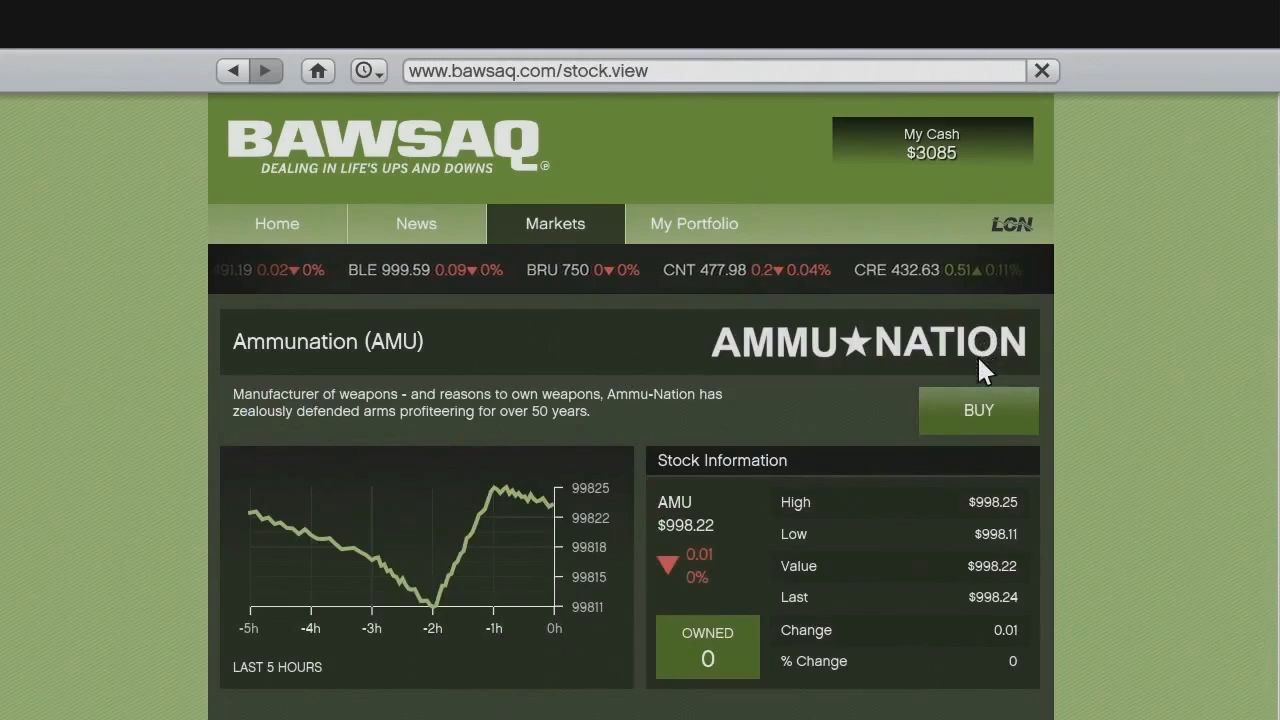 www.bawsaq.com/stock.view
BAWSAQ
DEALING IN LIFE'S UPS AND DOWNS
My Cash
$3085
Home News Markets My Portfolio LCN
491.19 0.02▼0% BLE 999.59 0.09▼0% BRU 750 0▼0% CNT 477.98 0.2▼0.04% CRE 432.63 0.51▲0.11%
Ammunation (AMU)
AMMU★NATION
Manufacturer of weapons - and reasons to own weapons, Ammu-Nation has
zealously defended arms profiteering for over 50 years.
BUY
99825
99822
99818
99815
99811
-5h -4h -3h -2h -1h 0h
LAST 5 HOURS
Stock Information
AMU
$998.22
0.01
0%
OWNED
0
High $998.25
Low $998.11
Value $998.22
Last $998.24
Change 0.01
% Change 0